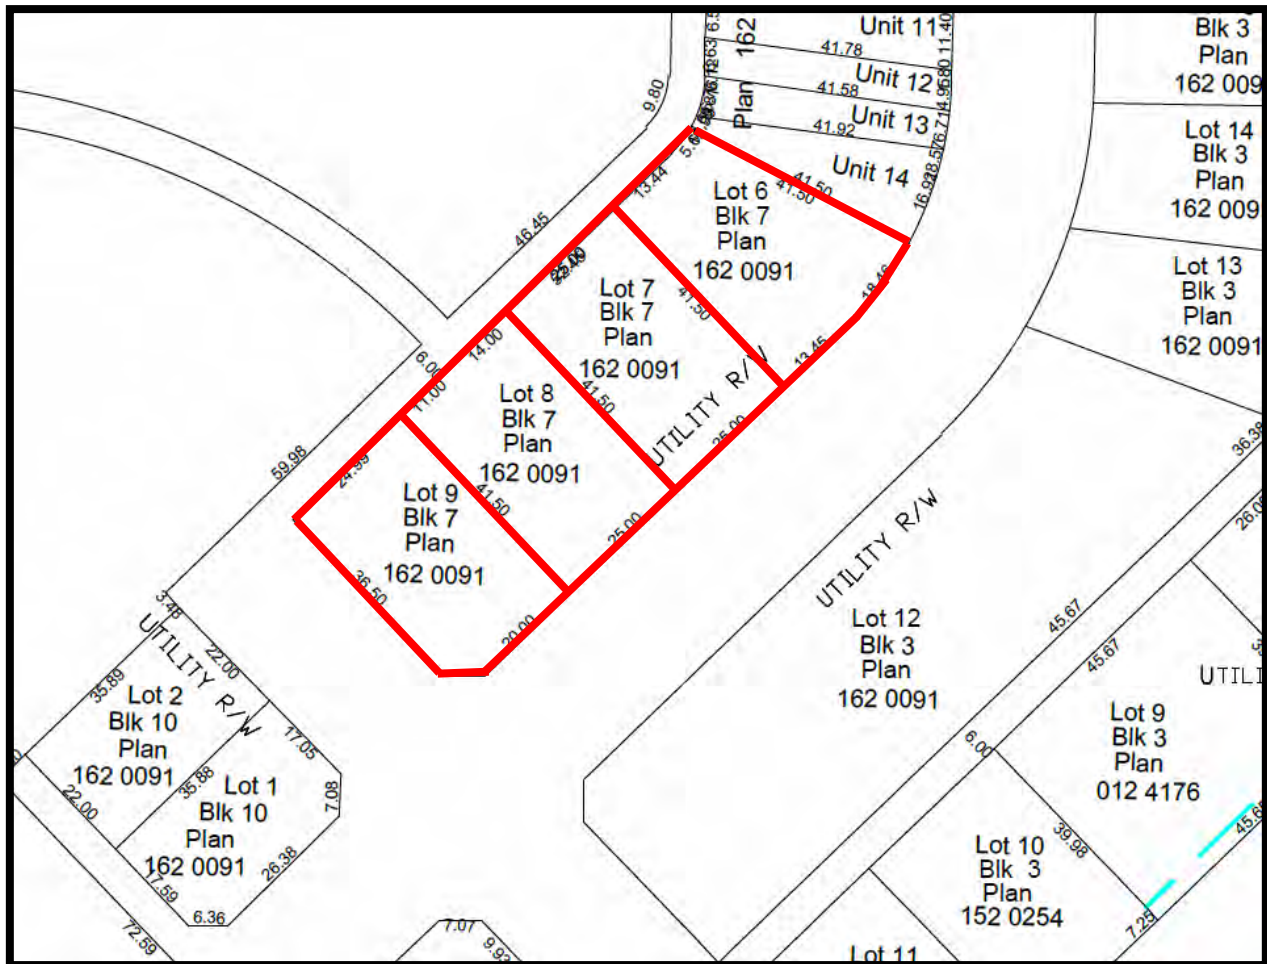 Unit 11
11.40
41.78
162
Plan
Unit 12
41.58
Unit 13
41.92
Unit 14
9.80
Blk 3
Plan
162 009
Lot 14
Blk 3
Plan
162 009
Lot 13
Blk 3
Plan
162 0091
13.44
46.45
Lot 6
Blk 7
Plan
162 0091
41.50
41.50
18.46
13.45
Lot 7
Blk 7
Plan
162 0091
41.50
UTILITY R/W
25.00
14.00
6.00
11.00
Lot 8
Blk 7
Plan
162 0091
41.50
25.00
59.98
24.99
Lot 9
Blk 7
Plan
162 0091
41.50
36.50
20.00
36.38
26.06
UTILITY R/W
Lot 12
Blk 3
Plan
162 0091
45.67
45.67
UTILI
3.48
UTILITY R/W
22.00
35.89
Lot 2
Blk 10
Plan
162 0091
17.05
35.88
Lot 1
Blk 10
Plan
162 0091
7.08
22.00
26.38
17.59
6.36
72.59
7.07
9.92
6.00
Lot 9
Blk 3
Plan
012 4176
39.98
Lot 10
Blk 3
Plan
152 0254
7.25
Lot 11